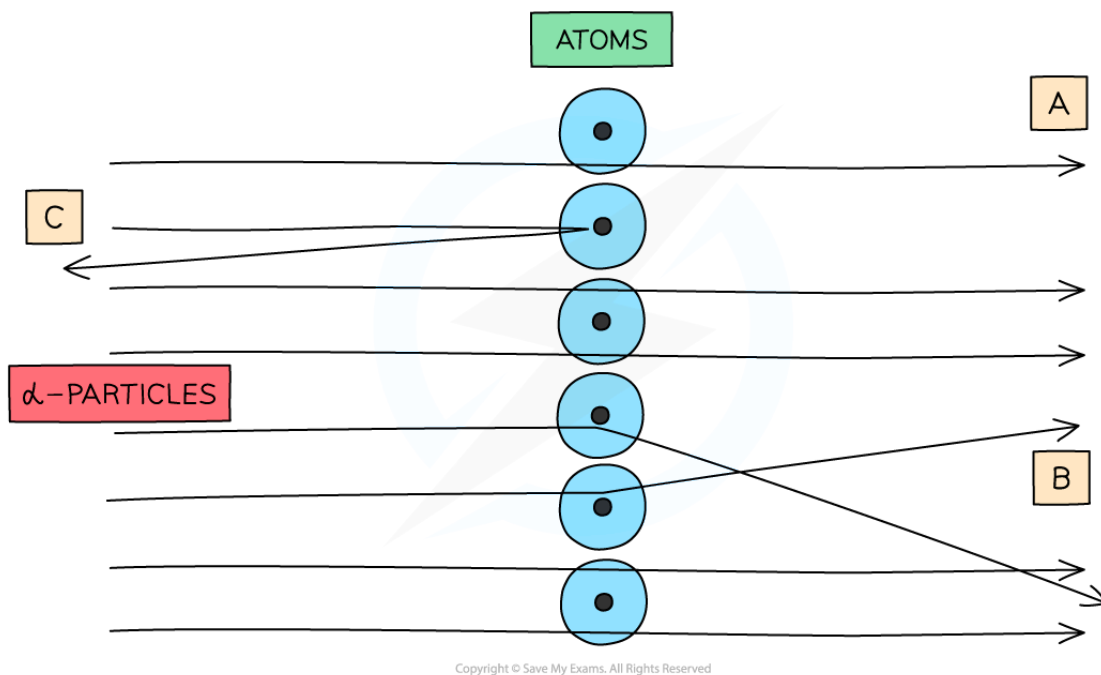 ATOMS
A
C
α-PARTICLES
B
Copyright © Save My Exams. All Rights Reserved